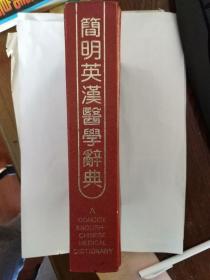 簡明英漢醫學辭典
A
CONCISE
ENGLISH-
CHINESE
MEDICAL
DICTIONARY